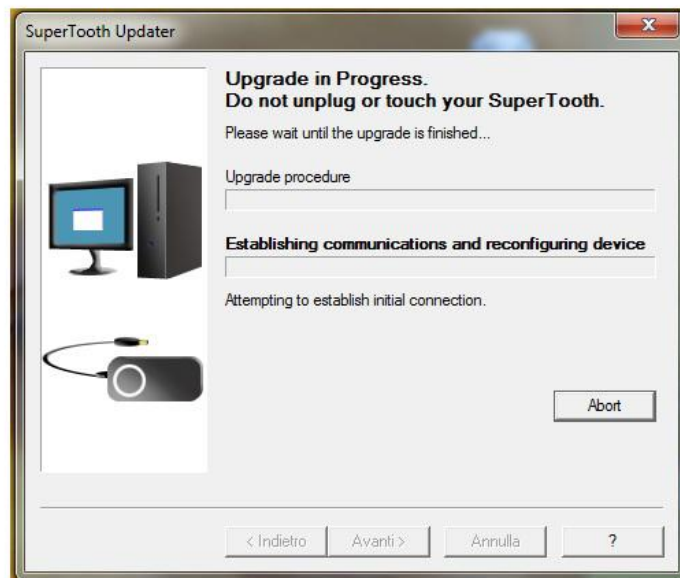 SuperTooth Updater
x
Upgrade in Progress.
Do not unplug or touch your SuperTooth.
Please wait until the upgrade is finished...
Upgrade procedure
Establishing communications and reconfiguring device
Attempting to establish initial connection.
Abort
< Indietro Avanti > Annulla ?